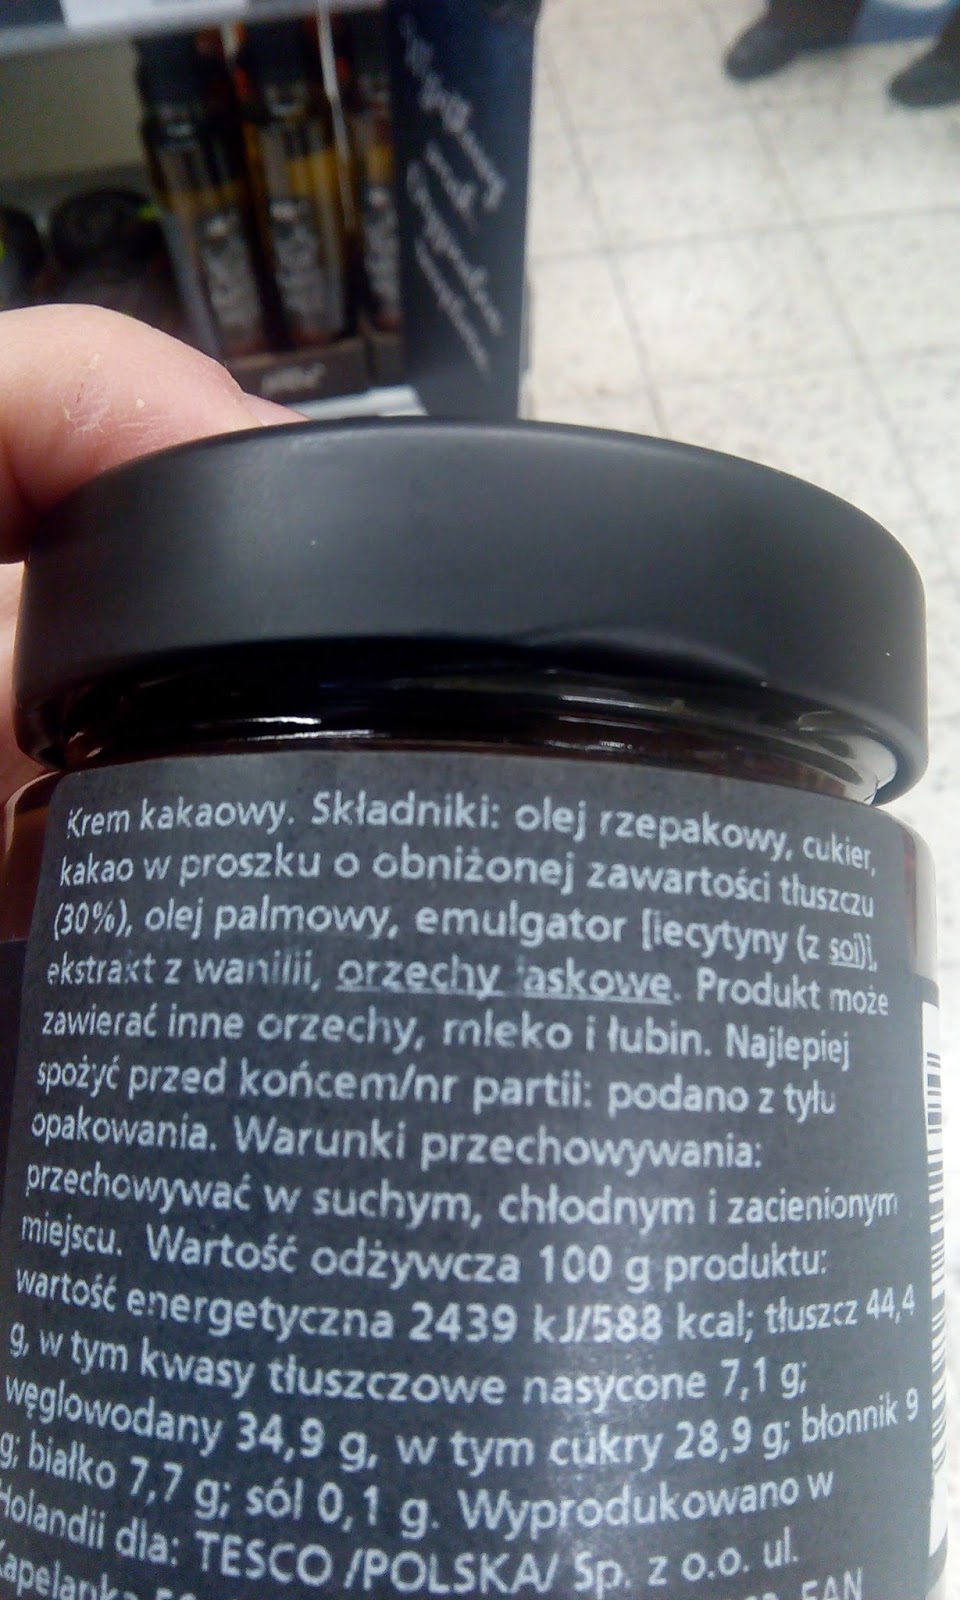 Krem kakaowy. Składniki: olej rzepakowy, cukier,
kakao w proszku o obniżonej zawartości tłuszczu
(30%), olej palmowy, emulgator [lecytyny (z soi)],
ekstrakt z wanilii, orzechy laskowe. Produkt może
zawierać inne orzechy, mleko i łubin. Najlepiej
spożyć przed końcem/nr partii: podano z tyłu
opakowania. Warunki przechowywania:
przechowywać w suchym, chłodnym i zacienionym
miejscu. Wartość odżywcza 100 g produktu:
wartość energetyczna 2439 kJ/588 kcal; tłuszcz 44,4
g, w tym kwasy tłuszczowe nasycone 7,1 g;
węglowodany 34,9 g, w tym cukry 28,9 g; błonnik 9
g; białko 7,7 g; sól 0,1 g. Wyprodukowano w
Holandii dla: TESCO /POLSKA/ Sp. z o.o. ul.
Kapelanka EAN